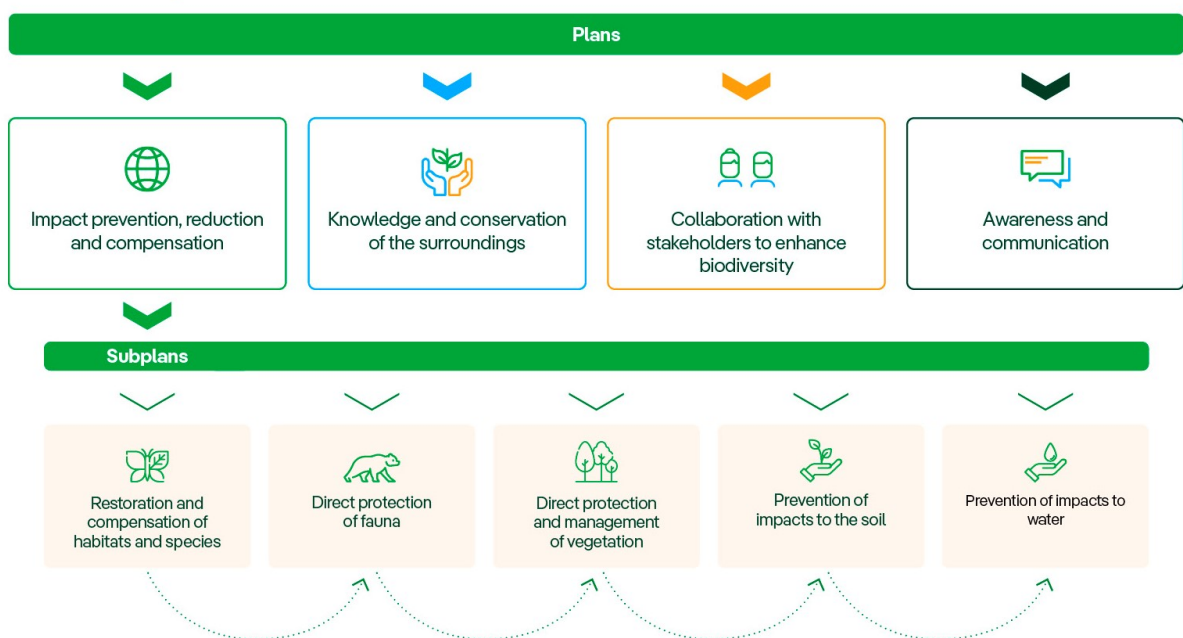 Plans
Impact prevention, reduction
and compensation
Knowledge and conservation
of the surroundings
Collaboration with
stakeholders to enhance
biodiversity
Awareness and
communication
Subplans
Restoration and
compensation of
habitats and species
Direct protection
of fauna
Direct protection
and management
of vegetation
Prevention of
impacts to the soil
Prevention of impacts to
water